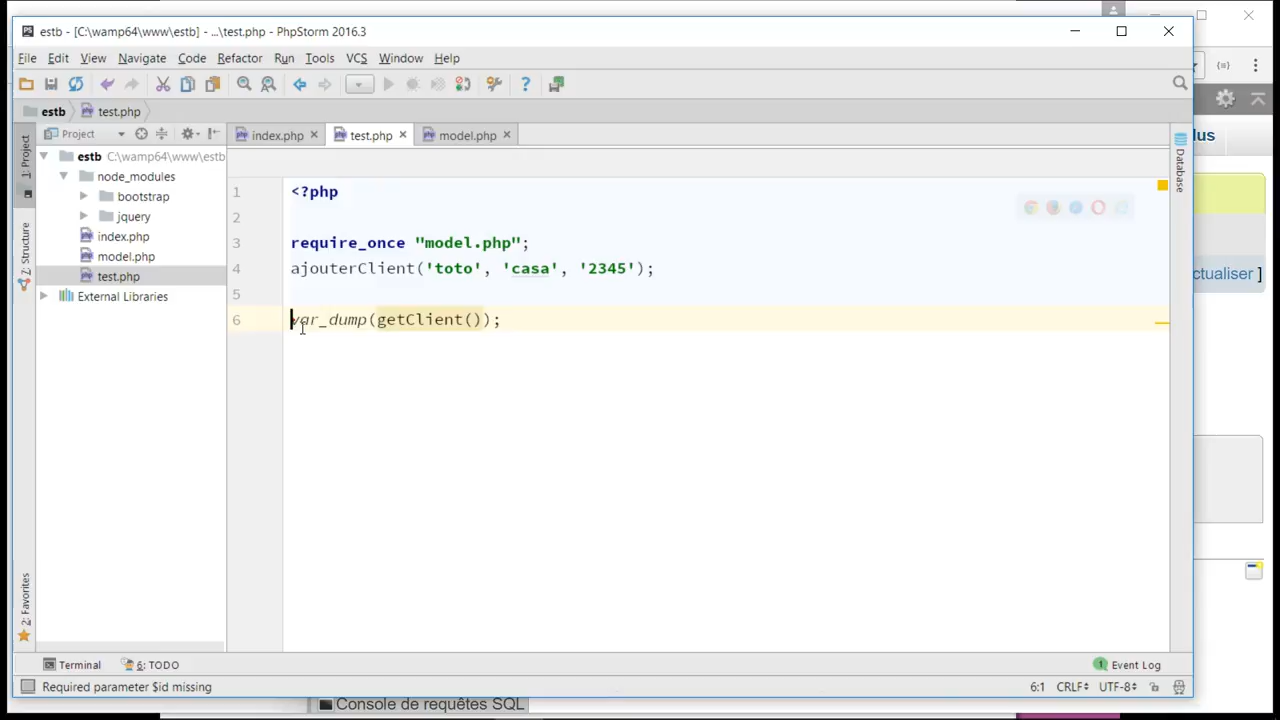 estb - [C:\wamp64\www\estb] - ...\test.php - PhpStorm 2016.3
File Edit View Navigate Code Refactor Run Tools VCS Window Help
estb test.php
Project
index.php test.php model.php
1: Project
Z: Structure
2: Favorites
estb C:\wamp64\www\estb
node_modules
bootstrap
jquery
index.php
model.php
test.php
External Libraries
1 <?php
2
3 require_once "model.php";
4 ajouterClient('toto', 'casa', '2345');
5
6 var_dump(getClient());
Database
lus
ctualiser ]
Terminal 6: TODO
1 Event Log
Required parameter $id missing
6:1 CRLF UTF-8
Console de requêtes SQL